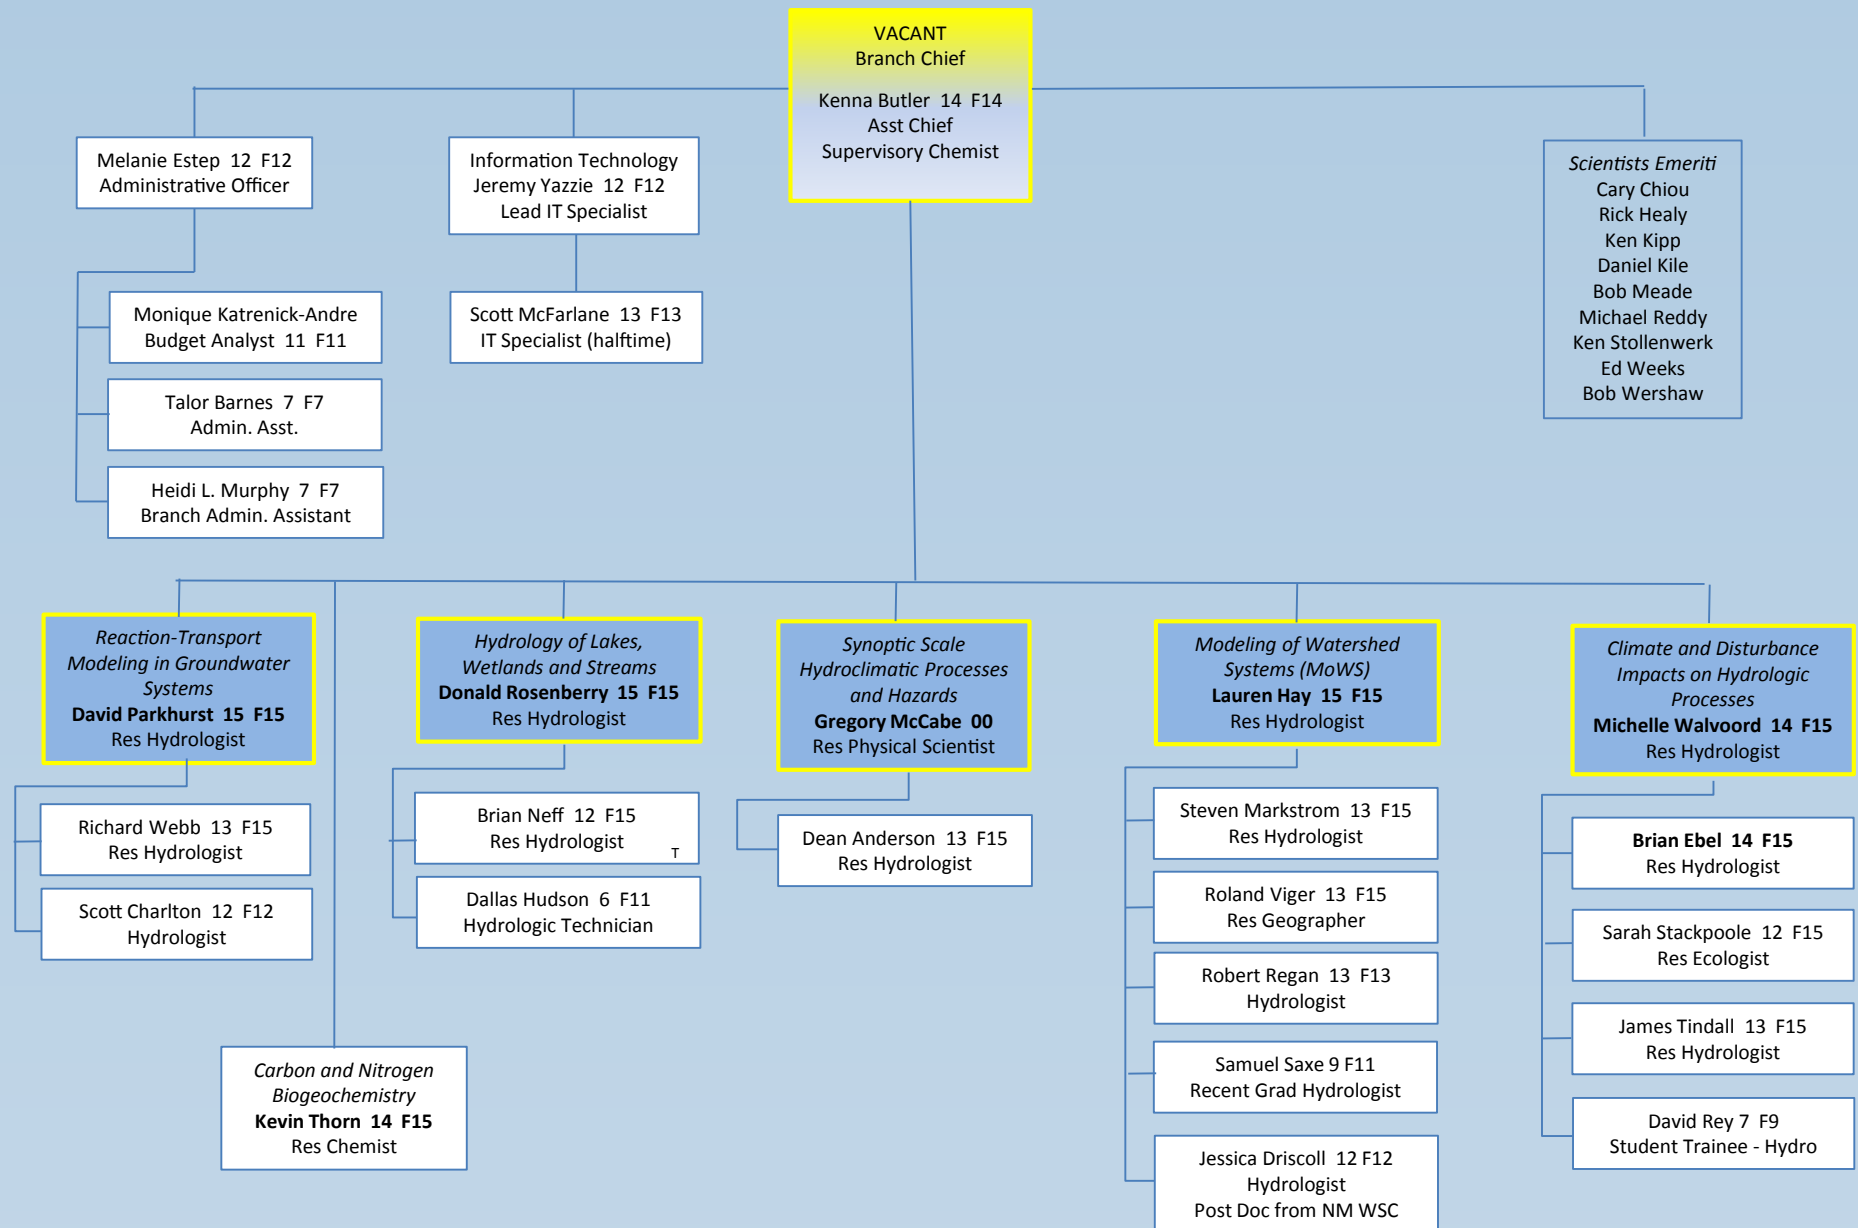 VACANT
Branch Chief
Kenna Butler 14 F14
Asst Chief
Supervisory Chemist
Melanie Estep 12 F12
Administrative Officer
Information Technology
Jeremy Yazzie 12 F12
Lead IT Specialist
Scientists Emeriti
Cary Chiou
Rick Healy
Ken Kipp
Daniel Kile
Bob Meade
Michael Reddy
Ken Stollenwerk
Ed Weeks
Bob Wershaw
Monique Katrenick-Andre
Budget Analyst 11 F11
Talor Barnes 7 F7
Admin. Asst.
Heidi L. Murphy 7 F7
Branch Admin. Assistant
Scott McFarlane 13 F13
IT Specialist (halftime)
Reaction-Transport
Modeling in Groundwater
Systems
David Parkhurst 15 F15
Res Hydrologist
Richard Webb 13 F15
Res Hydrologist
Scott Charlton 12 F12
Hydrologist
Carbon and Nitrogen
Biogeochemistry
Kevin Thorn 14 F15
Res Chemist
Hydrology of Lakes,
Wetlands and Streams
Donald Rosenberry 15 F15
Res Hydrologist
Brian Neff 12 F15
Res Hydrologist
T
Dallas Hudson 6 F11
Hydrologic Technician
Synoptic Scale
Hydroclimatic Processes
and Hazards
Gregory McCabe 00
Res Physical Scientist
Dean Anderson 13 F15
Res Hydrologist
Modeling of Watershed
Systems (MoWS)
Lauren Hay 15 F15
Res Hydrologist
Steven Markstrom 13 F15
Res Hydrologist
Roland Viger 13 F15
Res Geographer
Robert Regan 13 F13
Hydrologist
Samuel Saxe 9 F11
Recent Grad Hydrologist
Jessica Driscoll 12 F12
Hydrologist
Post Doc from NM WSC
Climate and Disturbance
Impacts on Hydrologic
Processes
Michelle Walvoord 14 F15
Res Hydrologist
Brian Ebel 14 F15
Res Hydrologist
Sarah Stackpoole 12 F15
Res Ecologist
James Tindall 13 F15
Res Hydrologist
David Rey 7 F9
Student Trainee - Hydro